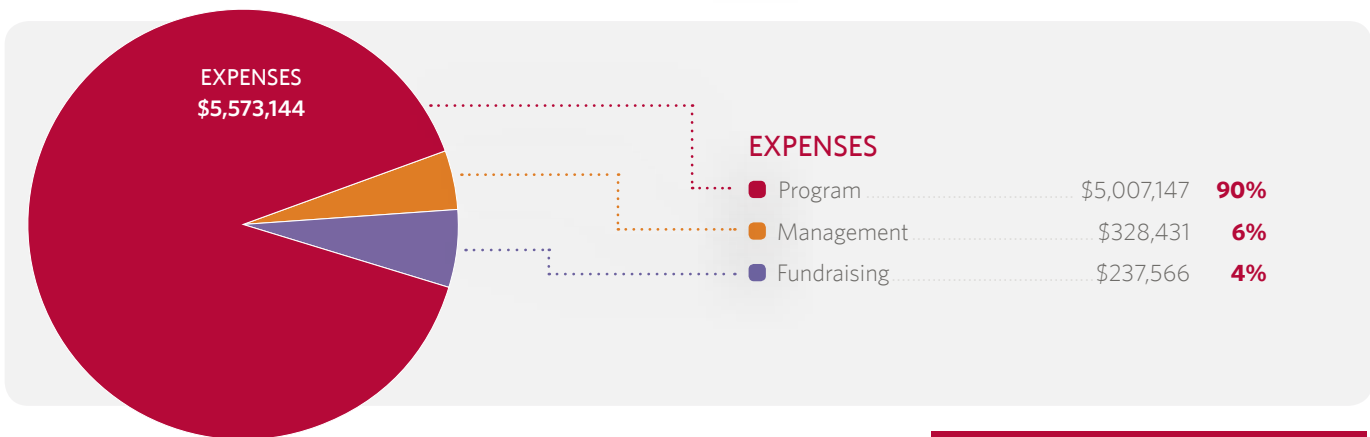 EXPENSES
$5,573,144
EXPENSES
Program $5,007,147 90%
Management $328,431 6%
Fundraising $237,566 4%